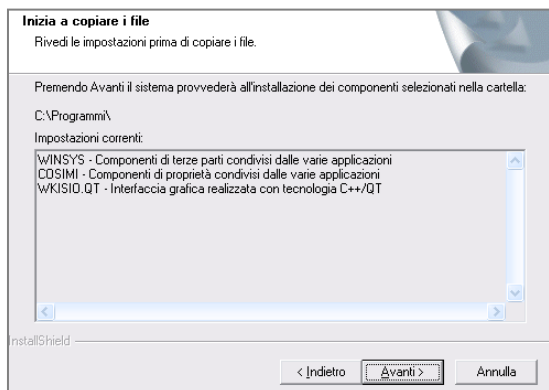 Inizia a copiare i file
Rivedi le impostazioni prima di copiare i file.
Premendo Avanti il sistema provvederà all'installazione dei componenti selezionati nella cartella:
C:\Programmi\
Impostazioni correnti:
WINSYS - Componenti di terze parti condivisi dalle varie applicazioni
COSIMI - Componenti di proprietà condivisi dalle varie applicazioni
WKISIO.QT - Interfaccia grafica realizzata con tecnologia C++/QT
InstallShield
< Indietro
Avanti >
Annulla